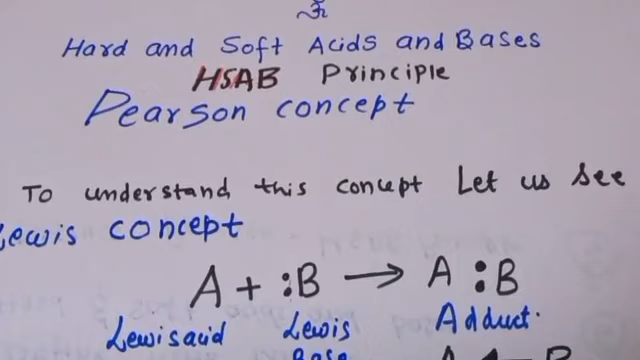 ॐ
Hard and Soft Acids and Bases
HSAB Principle
Pearson concept
To understand this concept Let us see
Lewis concept
A + :B → A : B
Lewis acid Lewis Base Adduct.